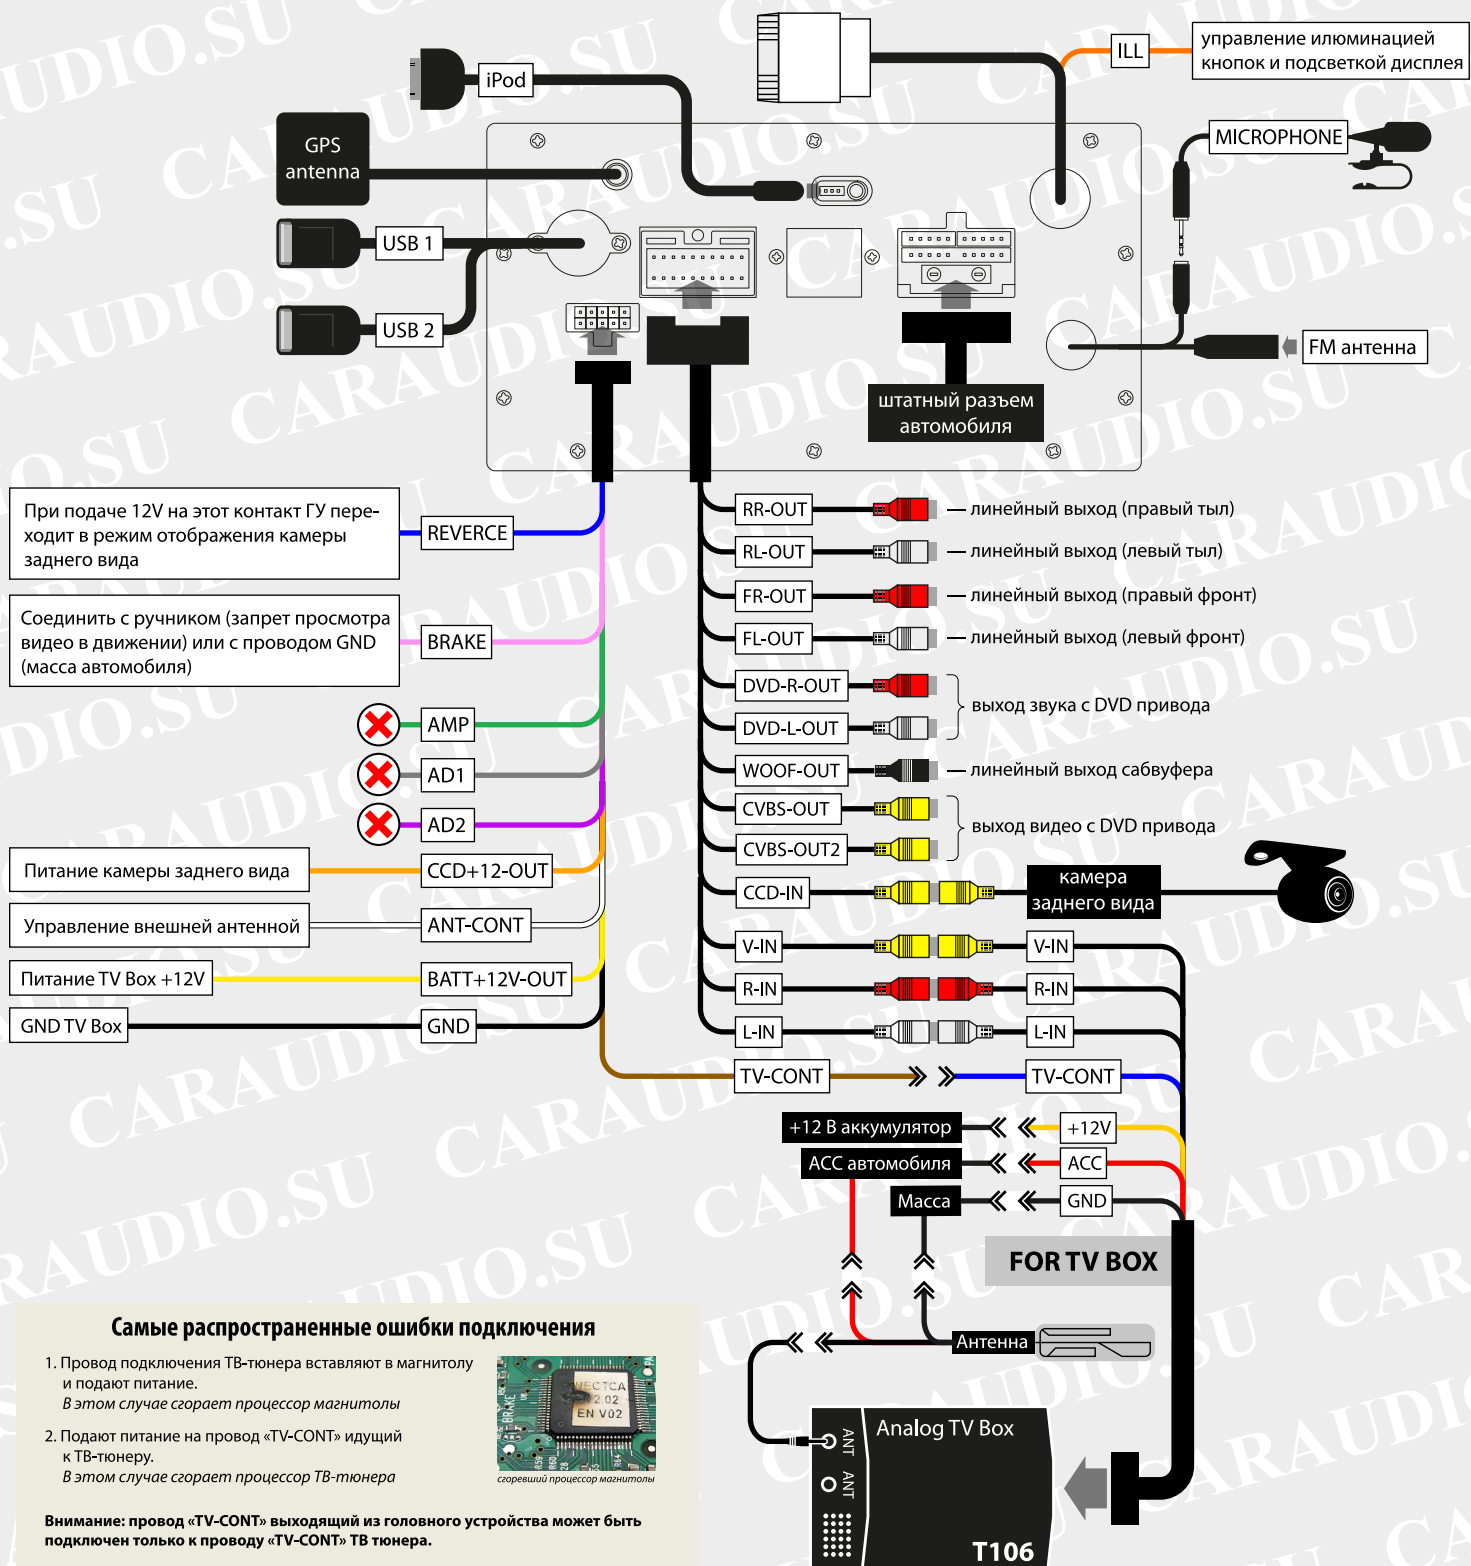 iPod
ILL
управление илюминацией
кнопок и подсветкой дисплея
GPS
antenna
MICROPHONE
USB 1
USB 2
FM антенна
штатный разъем
автомобиля
При подаче 12V на этот контакт ГУ пере-
ходит в режим отображения камеры
заднего вида
REVERCE
Соединить с ручником (запрет просмотра
видео в движении) или с проводом GND
(масса автомобиля)
BRAKE
AMP
AD1
AD2
Питание камеры заднего вида
CCD+12-OUT
Управление внешней антенной
ANT-CONT
Питание TV Box +12V
BATT+12V-OUT
GND TV Box
GND
RR-OUT
— линейный выход (правый тыл)
RL-OUT
— линейный выход (левый тыл)
FR-OUT
— линейный выход (правый фронт)
FL-OUT
— линейный выход (левый фронт)
DVD-R-OUT
DVD-L-OUT
выход звука с DVD привода
WOOF-OUT
— линейный выход сабвуфера
CVBS-OUT
CVBS-OUT2
выход видео с DVD привода
CCD-IN
камера
заднего вида
V-IN
V-IN
R-IN
R-IN
L-IN
L-IN
TV-CONT
TV-CONT
+12 В аккумулятор
+12V
ACC автомобиля
ACC
Масса
GND
FOR TV BOX
Антенна
Analog TV Box
ANT
ANT
T106
Самые распространенные ошибки подключения
1. Провод подключения ТВ-тюнера вставляют в магнитолу
и подают питание.
В этом случае сгорает процессор магнитолы
2. Подают питание на провод «TV-CONT» идущий
к ТВ-тюнеру.
В этом случае сгорает процессор ТВ-тюнера
сгоревший процессор магнитолы
Внимание: провод «TV-CONT» выходящий из головного устройства может быть
подключен только к проводу «TV-CONT» ТВ тюнера.
CARAUDIO.SU